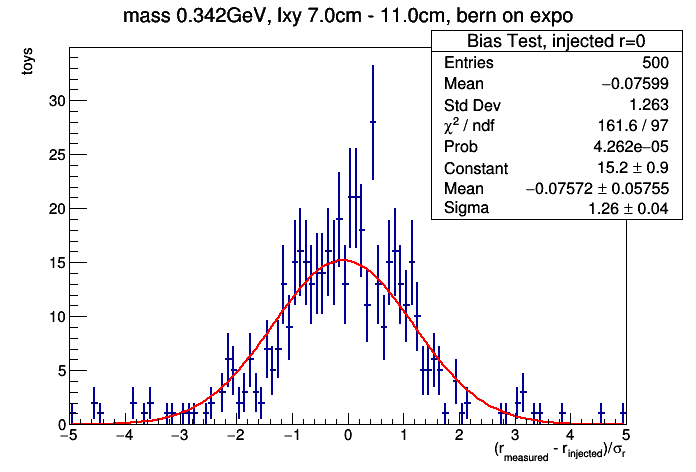 mass 0.342GeV, lxy 7.0cm - 11.0cm, bern on expo
Bias Test, injected r=0
Entries 500
Mean −0.07599
Std Dev 1.263
χ² / ndf 161.6 / 97
Prob 4.262e−05
Constant 15.2 ± 0.9
Mean −0.07572 ± 0.05755
Sigma 1.26 ± 0.04
toys
30
25
20
15
10
5
0
−5 −4 −3 −2 −1 0 1 2 3 4 5
(r_measured - r_injected)/σ_r